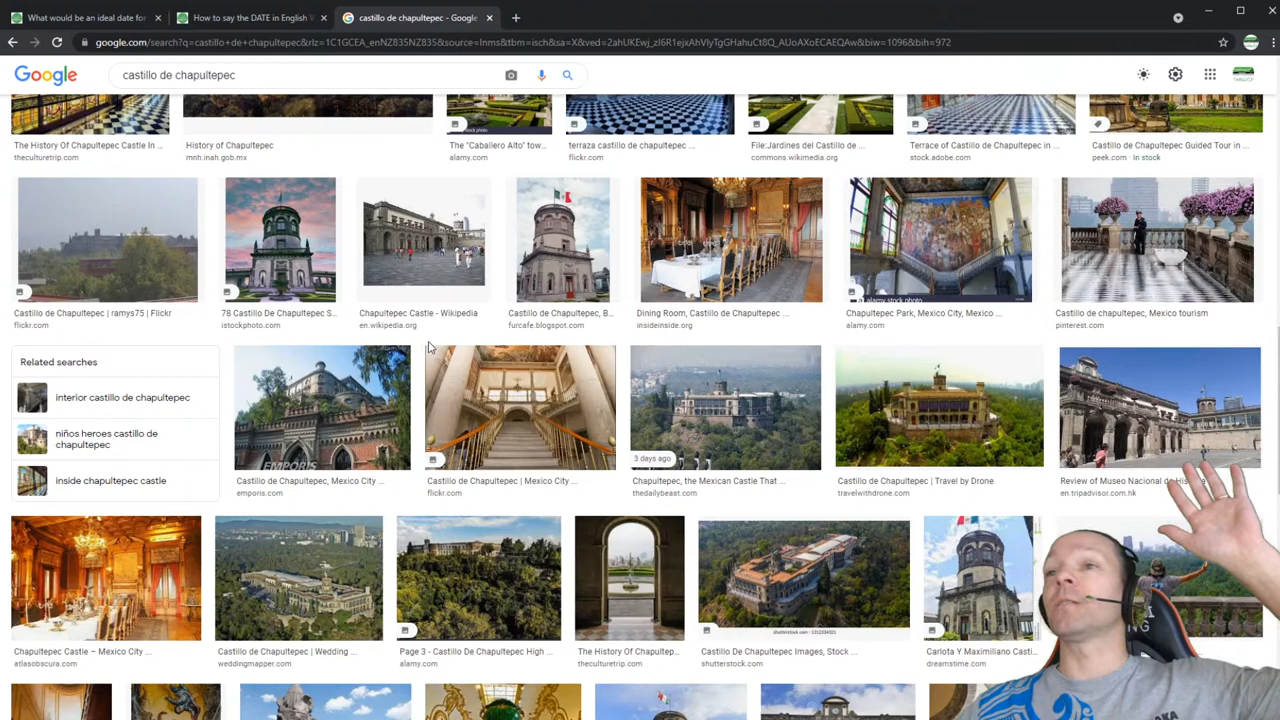 What would be an ideal date for
How to say the DATE in English W
castillo de chapultepec - Google
google.com/search?q=castillo+de+chapultepec&rlz=1C1GCEA_enNZ835NZ835&source=lnms&tbm=isch&sa=X&ved=2ahUKEwj_zl6R1ejxAhVlyTgGHahuCt8Q_AUoAXoECAEQAw&biw=1096&bih=972
Google
castillo de chapultepec
The History Of Chapultepec Castle In ...
theculturetrip.com
History of Chapultepec
mnh.inah.gob.mx
stock photo
The "Caballero Alto" tow...
alamy.com
terraza castillo de chapultepec ...
flickr.com
File:Jardines del Castillo de ...
commons.wikimedia.org
Terrace of Castillo de Chapultepec in ...
stock.adobe.com
Castillo de Chapultepec Guided Tour in ...
peek.com · In stock
Castillo de Chapultepec | ramys75 | Flickr
flickr.com
78 Castillo De Chapultepec S...
istockphoto.com
Chapultepec Castle - Wikipedia
en.wikipedia.org
Castillo de Chapultepec, B...
furcafe.blogspot.com
Dining Room, Castillo de Chapultepec ...
insideinside.org
alamy stock photo
Chapultepec Park, Mexico City, Mexico ...
alamy.com
Castillo de chapultepec, Mexico tourism
pinterest.com
Related searches
interior castillo de chapultepec
niños heroes castillo de
chapultepec
inside chapultepec castle
EMPORIS
Castillo de Chapultepec, Mexico City ...
emporis.com
Castillo de Chapultepec | Mexico City ...
flickr.com
3 days ago
Chapultepec, the Mexican Castle That ...
thedailybeast.com
Castillo de Chapultepec | Travel by Drone
travelwithdrone.com
Review of Museo Nacional de
en.tripadvisor.com.hk
Chapultepec Castle – Mexico City ...
atlasobscura.com
Castillo de Chapultepec | Wedding ...
weddingmapper.com
Page 3 - Castillo De Chapultepec High ...
alamy.com
The History Of Chapultep...
theculturetrip.com
Castillo De Chapultepec Images, Stock ...
shutterstock.com
Carlota Y Maximiliano Casti...
dreamstime.com